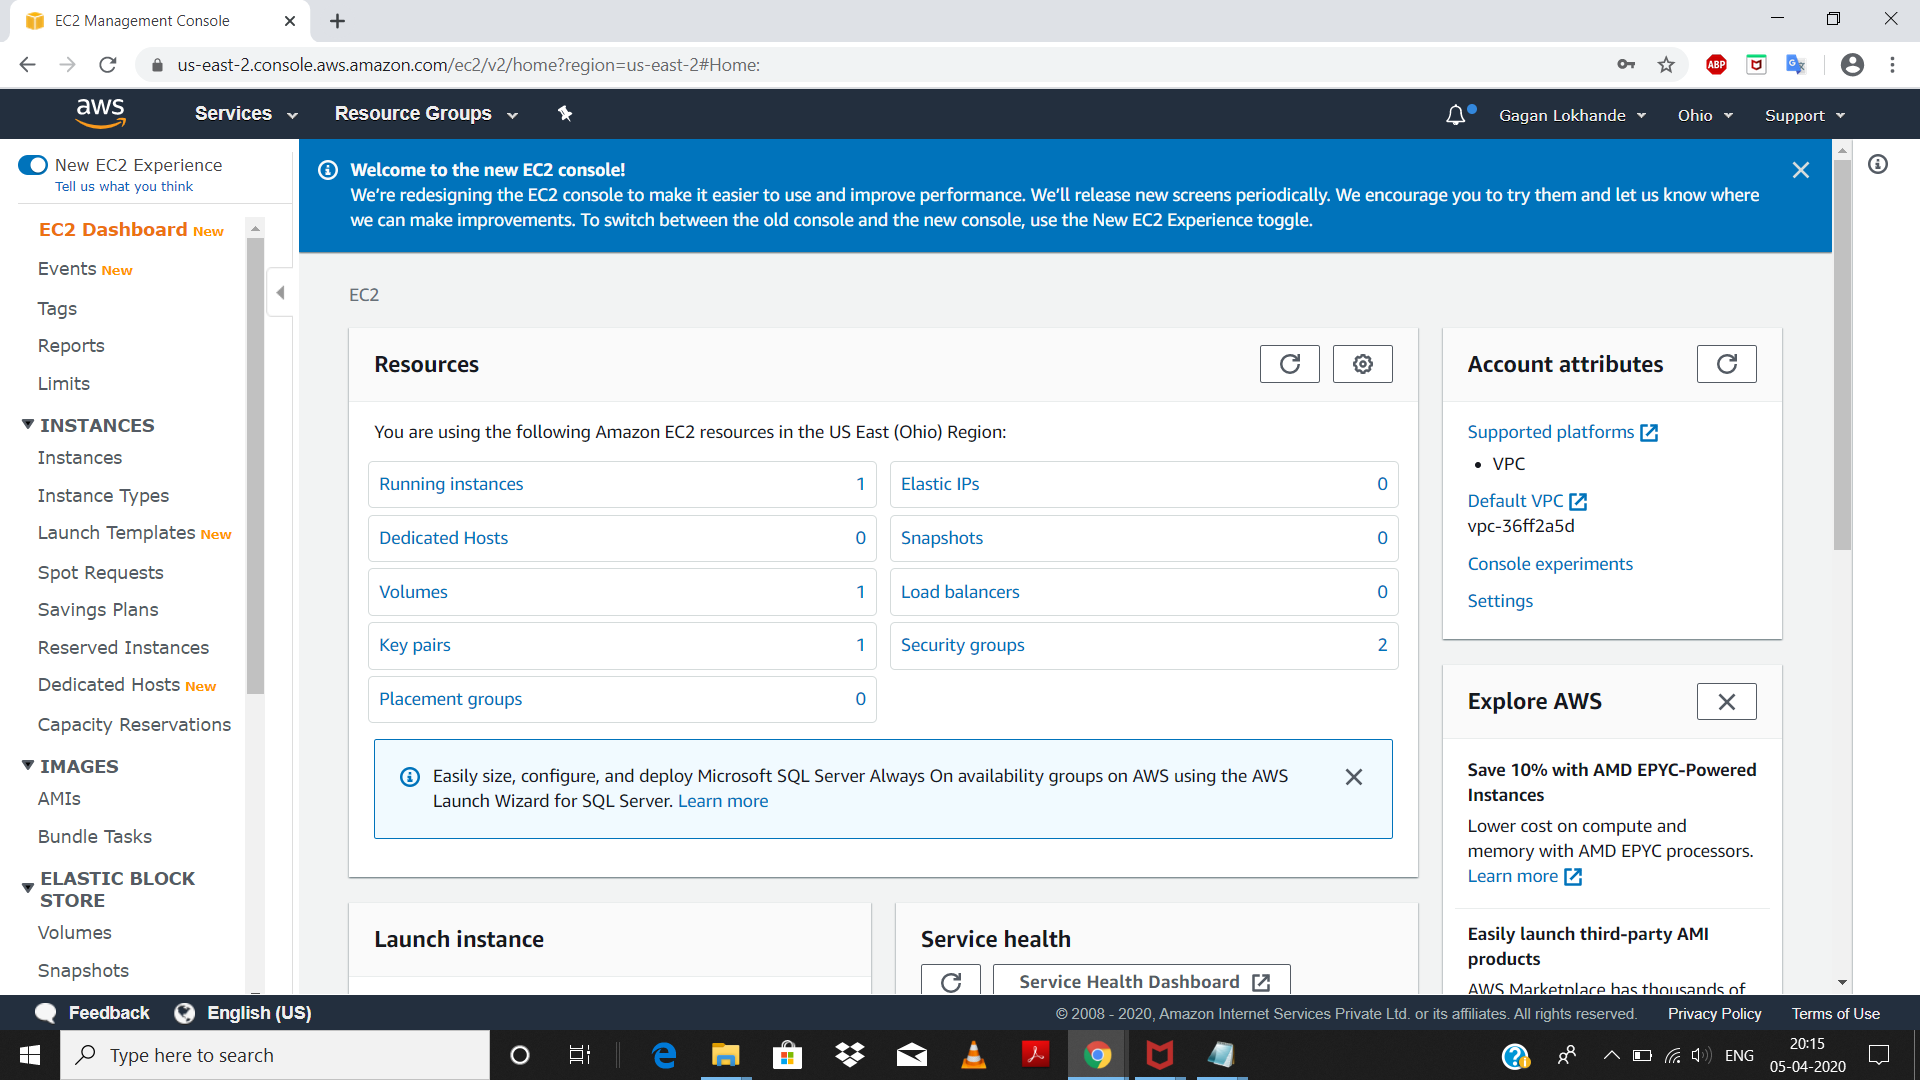 EC2 Management Console
us-east-2.console.aws.amazon.com/ec2/v2/home?region=us-east-2#Home:
ABP
aws
Services
Resource Groups
Gagan Lokhande
Ohio
Support
New EC2 Experience
Tell us what you think
EC2 Dashboard New
Events New
Tags
Reports
Limits
INSTANCES
Instances
Instance Types
Launch Templates New
Spot Requests
Savings Plans
Reserved Instances
Dedicated Hosts New
Capacity Reservations
IMAGES
AMIs
Bundle Tasks
ELASTIC BLOCK
STORE
Volumes
Snapshots
Welcome to the new EC2 console!
We're redesigning the EC2 console to make it easier to use and improve performance. We'll release new screens periodically. We encourage you to try them and let us know where
we can make improvements. To switch between the old console and the new console, use the New EC2 Experience toggle.
EC2
Resources
You are using the following Amazon EC2 resources in the US East (Ohio) Region:
Running instances 1
Elastic IPs 0
Dedicated Hosts 0
Snapshots 0
Volumes 1
Load balancers 0
Key pairs 1
Security groups 2
Placement groups 0
Easily size, configure, and deploy Microsoft SQL Server Always On availability groups on AWS using the AWS
Launch Wizard for SQL Server. Learn more
Launch instance
Service health
Service Health Dashboard
Account attributes
Supported platforms
• VPC
Default VPC
vpc-36ff2a5d
Console experiments
Settings
Explore AWS
Save 10% with AMD EPYC-Powered
Instances
Lower cost on compute and
memory with AMD EPYC processors.
Learn more
Easily launch third-party AMI
products
AWS Marketplace has thousands of
Feedback
English (US)
© 2008 - 2020, Amazon Internet Services Private Ltd. or its affiliates. All rights reserved.
Privacy Policy
Terms of Use
Type here to search
ENG
20:15
05-04-2020